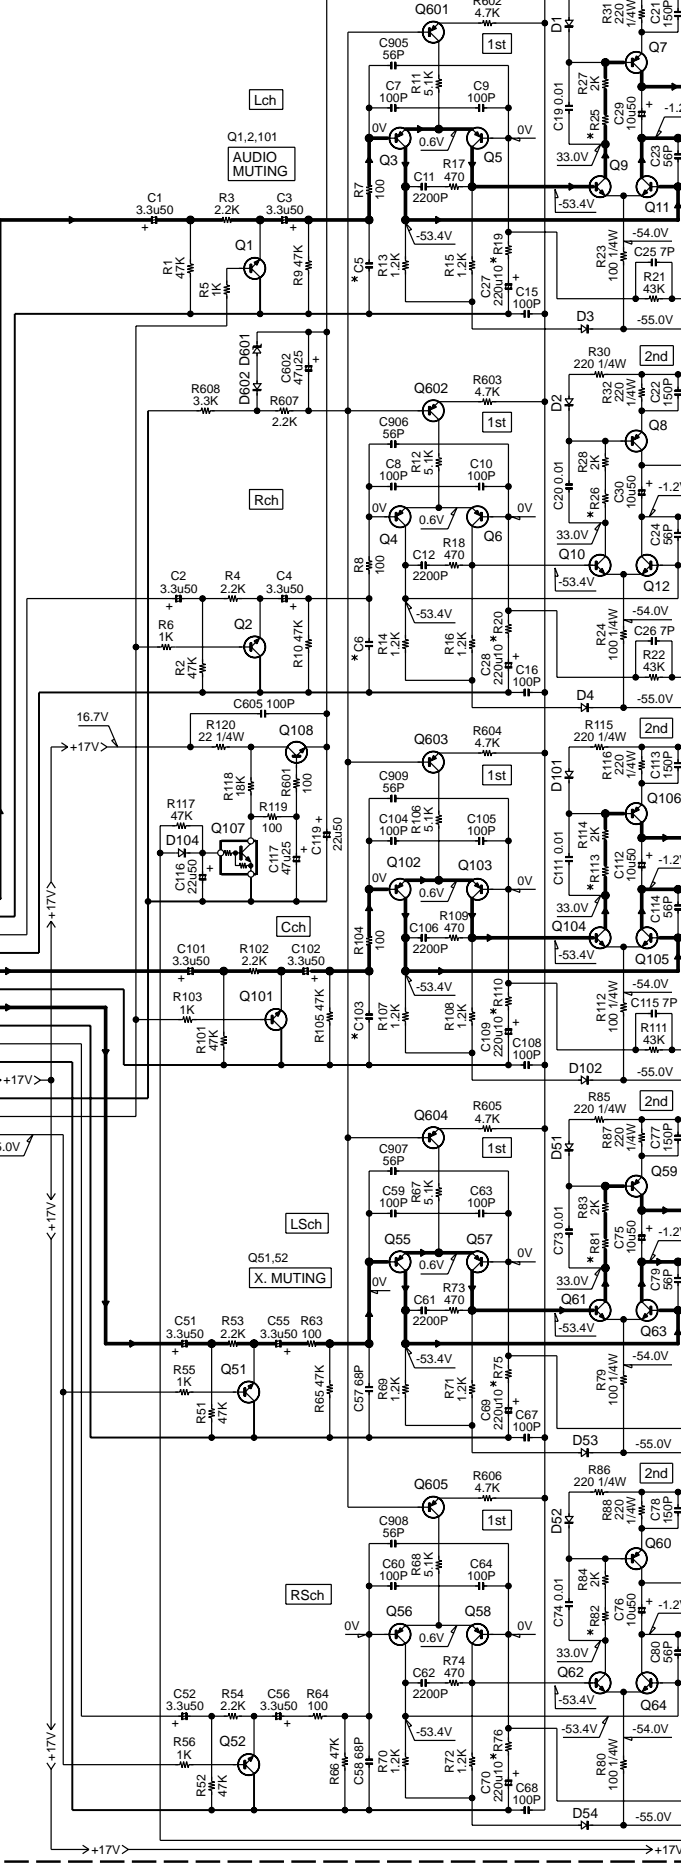 Q601
R602
4.7K
1st
C905
56P
R11
5.1K
C7
100P
C9
100P
Lch
Q1,2,101
AUDIO
MUTING
0V
Q3
0.6V
Q5
0V
R17
470
C11
2200P
R7
100
C1
3.3u50
R3
2.2K
C3
3.3u50
R1
47K
R5
1K
Q1
R9 47K
* C5
R13
1.2K
-53.4V
R15
1.2K
C27
220u10
* R19
C15
100P
D1
R31
220
1/4W
C21
150P
Q7
R27
2K
* R25
C19 0.01
C29
10u50
33.0V
Q9
C23
56P
Q11
-53.4V
-54.0V
R23
100 1/4W
C25 7P
R21
43K
D3
-55.0V
D602
D601
C602
47u25
R608
3.3K
R607
2.2K
Q602
R603
4.7K
1st
C906
56P
R12
5.1K
C8
100P
C10
100P
Rch
0V
Q4
0.6V
Q6
0V
R18
470
C12
2200P
R8
100
C2
3.3u50
R4
2.2K
C4
3.3u50
R6
1K
R2
47K
Q2
R10 47K
* C6
R14
1.2K
-53.4V
R16
1.2K
C28
220u10
* R20
C16
100P
R30
220 1/4W
2nd
D2
R32
220
1/4W
C22
150P
Q8
R28
2K
* R26
C20 0.01
C30
10u50
-1.2V
33.0V
Q10
C24
56P
Q12
-53.4V
-54.0V
R24
100 1/4W
C26 7P
R22
43K
D4
-55.0V
C605 100P
16.7V
+17V
R120
22 1/4W
Q108
R118
18K
R601
100
R119
100
R117
47K
D104
Q107
C116
22u50
C117
47u25
C119
22u50
Q603
R604
4.7K
1st
C909
56P
R106
5.1K
C104
100P
C105
100P
Q102
Q103
0V
0.6V
0V
R109
470
C106
2200P
R104
100
Cch
C101
3.3u50
R102
2.2K
C102
3.3u50
R103
1K
R101
47K
Q101
R105 47K
* C103
R107
1.2K
-53.4V
R108
1.2K
C109
220u10
* R110
C108
100P
R115
220 1/4W
2nd
D101
R116
220
1/4W
C113
150P
Q106
R114
2K
* R113
C111 0.01
C112
10u50
-1.2V
33.0V
Q104
C114
56P
Q105
-53.4V
-54.0V
R112
100 1/4W
C115 7P
R111
43K
D102
-55.0V
+17V
+17V
+17V
Q604
R605
4.7K
1st
C907
56P
R67
5.1K
C59
100P
C63
100P
LSch
Q51,52
X. MUTING
Q55
Q57
0V
0.6V
0V
R73
470
C61
2200P
C51
3.3u50
R53
2.2K
C55
3.3u50
R63
100
R55
1K
R51
47K
Q51
R65 47K
C57 68P
R69
1.2K
-53.4V
R71
1.2K
C69
220u10
* R75
C67
100P
R85
220 1/4W
2nd
D51
R87
220
1/4W
C77
150P
Q59
R83
2K
* R81
C73 0.01
C75
10u50
33.0V
Q61
C79
56P
Q63
-53.4V
-54.0V
R79
100 1/4W
D53
-55.0V
Q605
R606
4.7K
1st
C908
56P
R68
5.1K
C60
100P
C64
100P
RSch
0V
Q56
0.6V
Q58
0V
R74
470
C62
2200P
C52
3.3u50
R54
2.2K
C56
3.3u50
R64
100
R56
1K
R52
47K
Q52
R66 47K
C58 68P
R70
1.2K
-53.4V
R72
1.2K
C70
220u10
* R76
C68
100P
R86
220 1/4W
2nd
D52
R88
220
1/4W
C78
150P
Q60
R84
2K
* R82
C74 0.01
C76
10u50
-1.2V
33.0V
Q62
C80
56P
Q64
-53.4V
-53.4V
-54.0V
R80
100 1/4W
D54
-55.0V
+17V
+17V
+17V